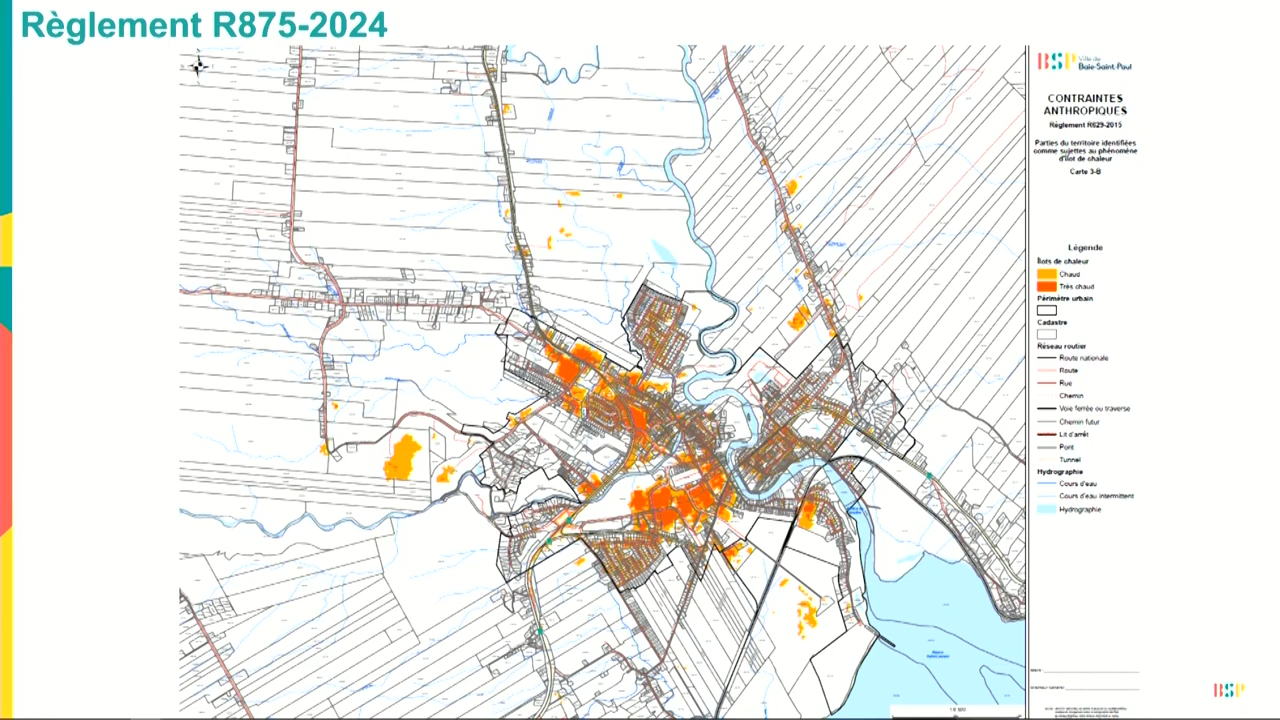 Règlement R875-2024
BSP Ville de
Baie-Saint-Paul
CONTRAINTES
ANTHROPIQUES
Règlement R629-2015
Parties du territoire identifiées
comme sujettes au phénomène
d'îlot de chaleur
Carte 3-B
Légende
Îlots de chaleur
Chaud
Très chaud
Périmètre urbain
Cadastre
Réseau routier
Route nationale
Route
Rue
Chemin
Voie ferrée ou traverse
Chemin futur
Lit d'arrêt
Pont
Tunnel
Hydrographie
Cours d'eau
Cours d'eau intermittent
Hydrographie
BSP